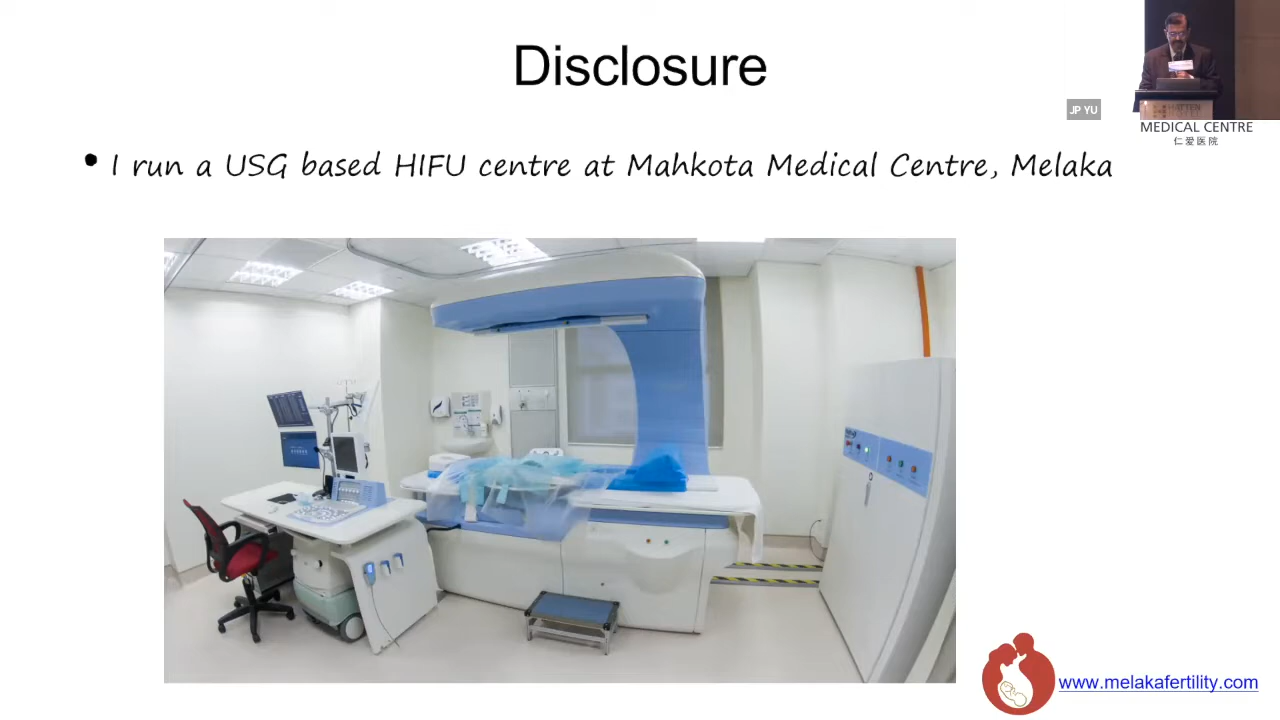 Disclosure
JP YU
MEDICAL CENTRE
仁爱医院
• I run a USG based HIFU centre at Mahkota Medical Centre, Melaka
www.melakafertility.com